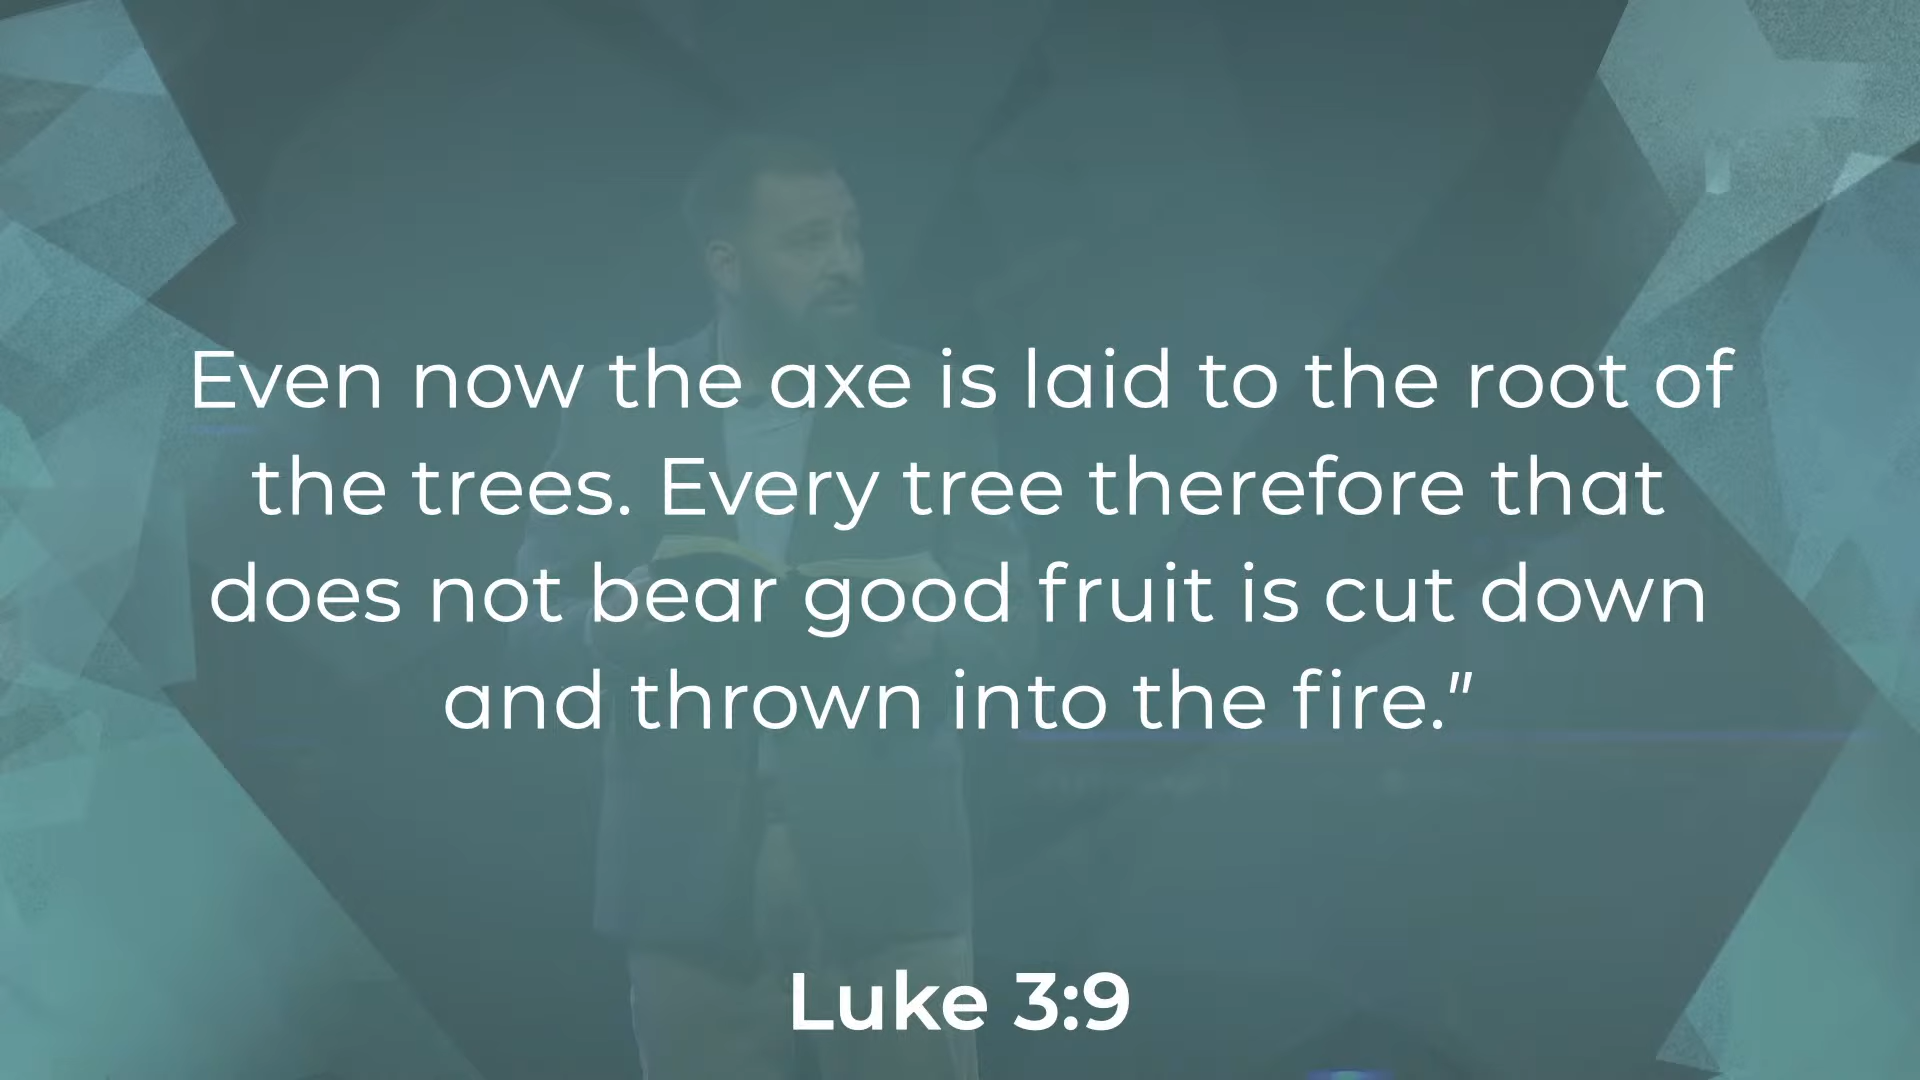 Even now the axe is laid to the root of
the trees. Every tree therefore that
does not bear good fruit is cut down
and thrown into the fire."
Luke 3:9